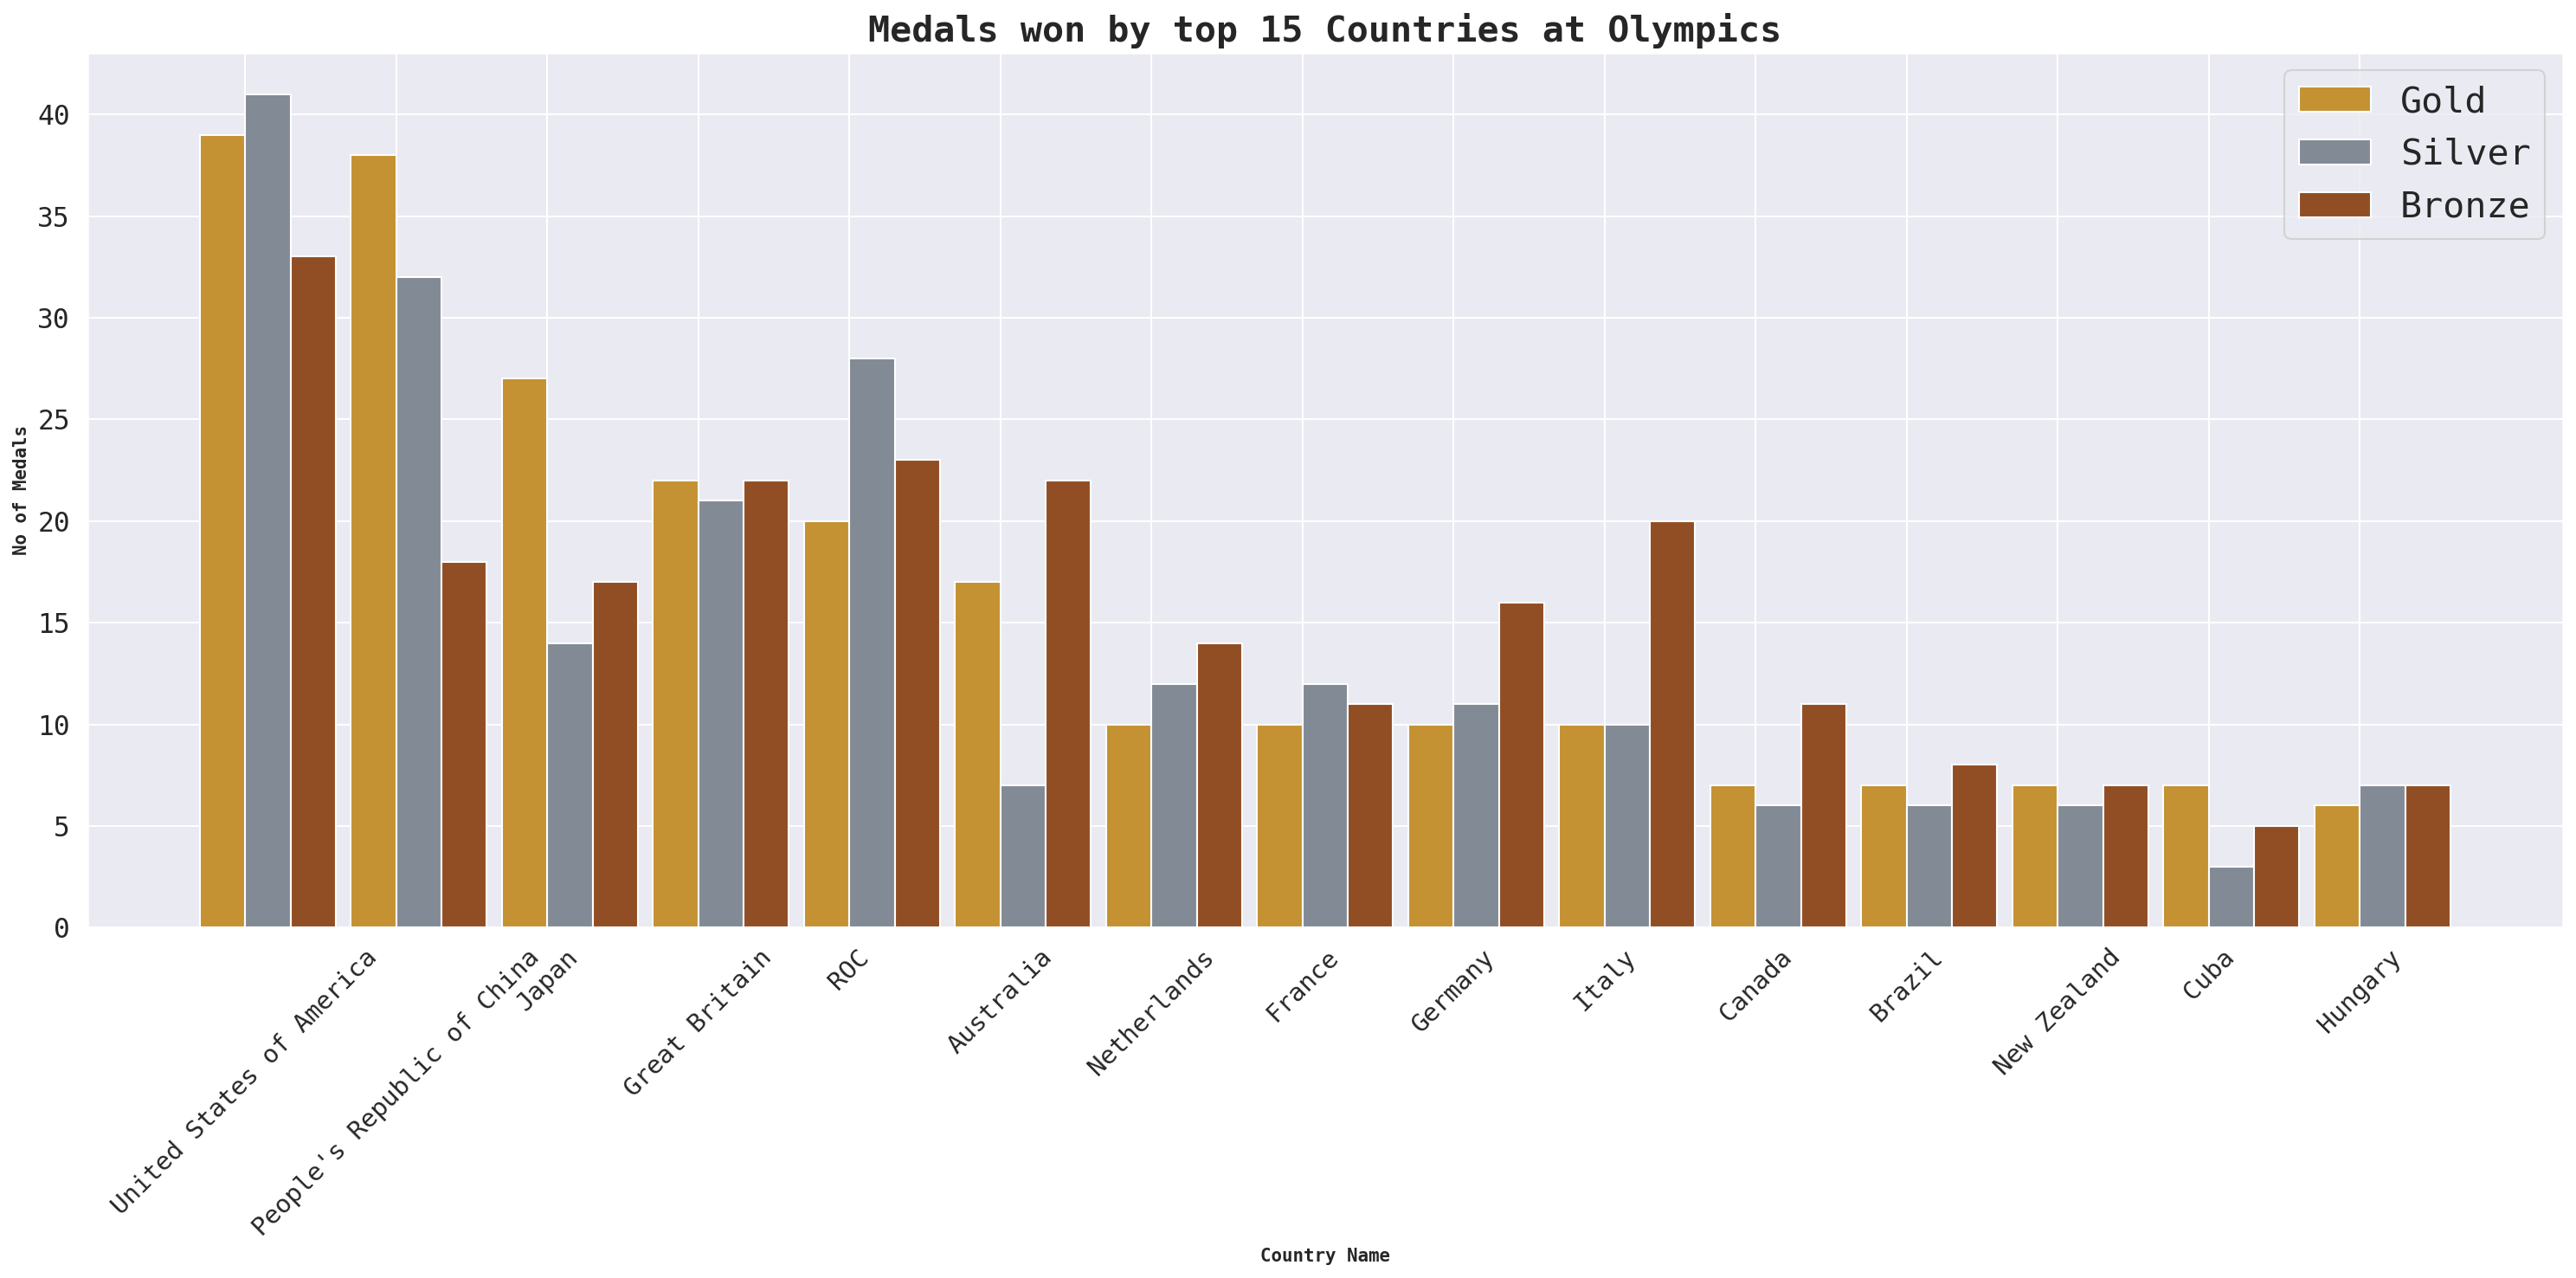 Medals won by top 15 Countries at Olympics
Gold
Silver
Bronze
No of Medals
40
35
30
25
20
15
10
5
0
United States of America
People's Republic of China
Japan
Great Britain
ROC
Australia
Netherlands
France
Germany
Italy
Canada
Brazil
New Zealand
Cuba
Hungary
Country Name